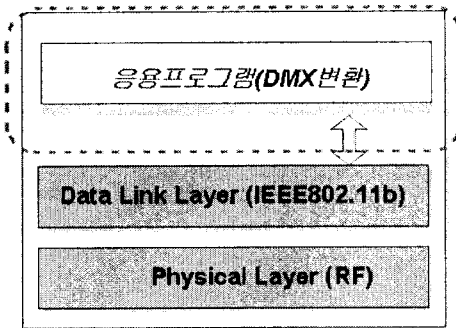 응용프로그램(DMX변환)
Data Link Layer (IEEE802.11b)
Physical Layer (RF)